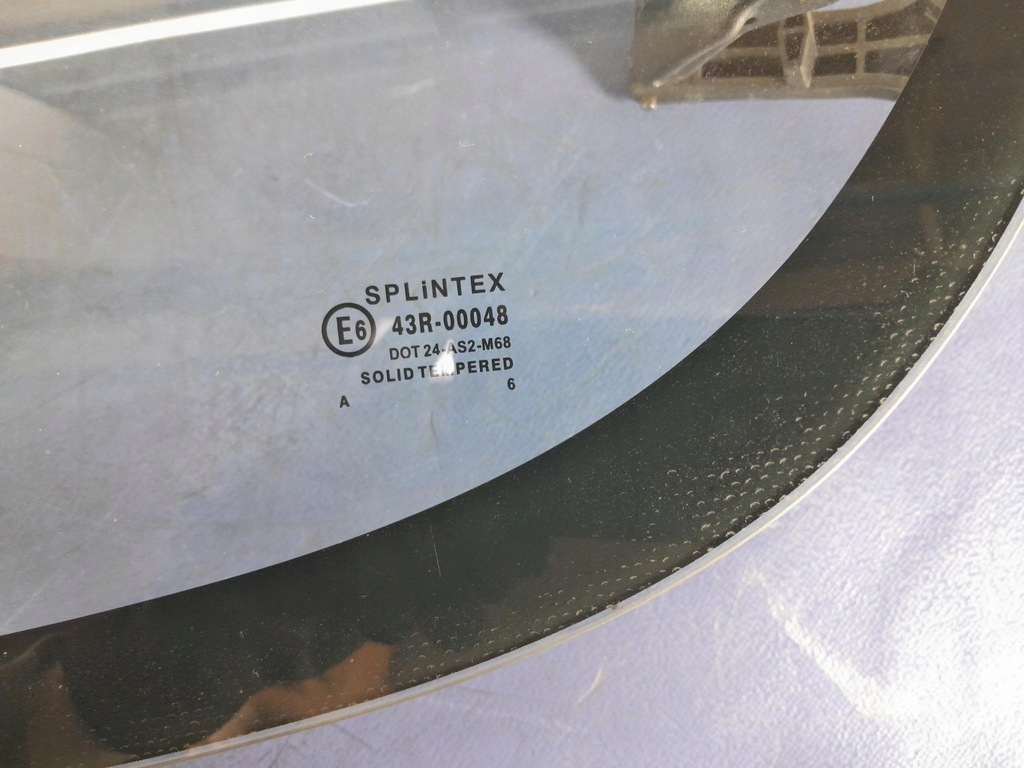 SPLiNTEX
E6 43R-00048
DOT 24-AS2-M68
SOLID TEMPERED
A 6